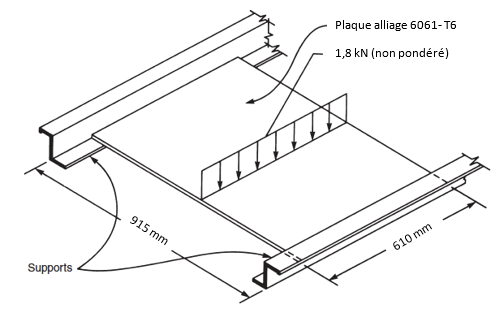 Plaque alliage 6061-T6
1,8 kN (non pondéré)
915 mm
610 mm
Supports